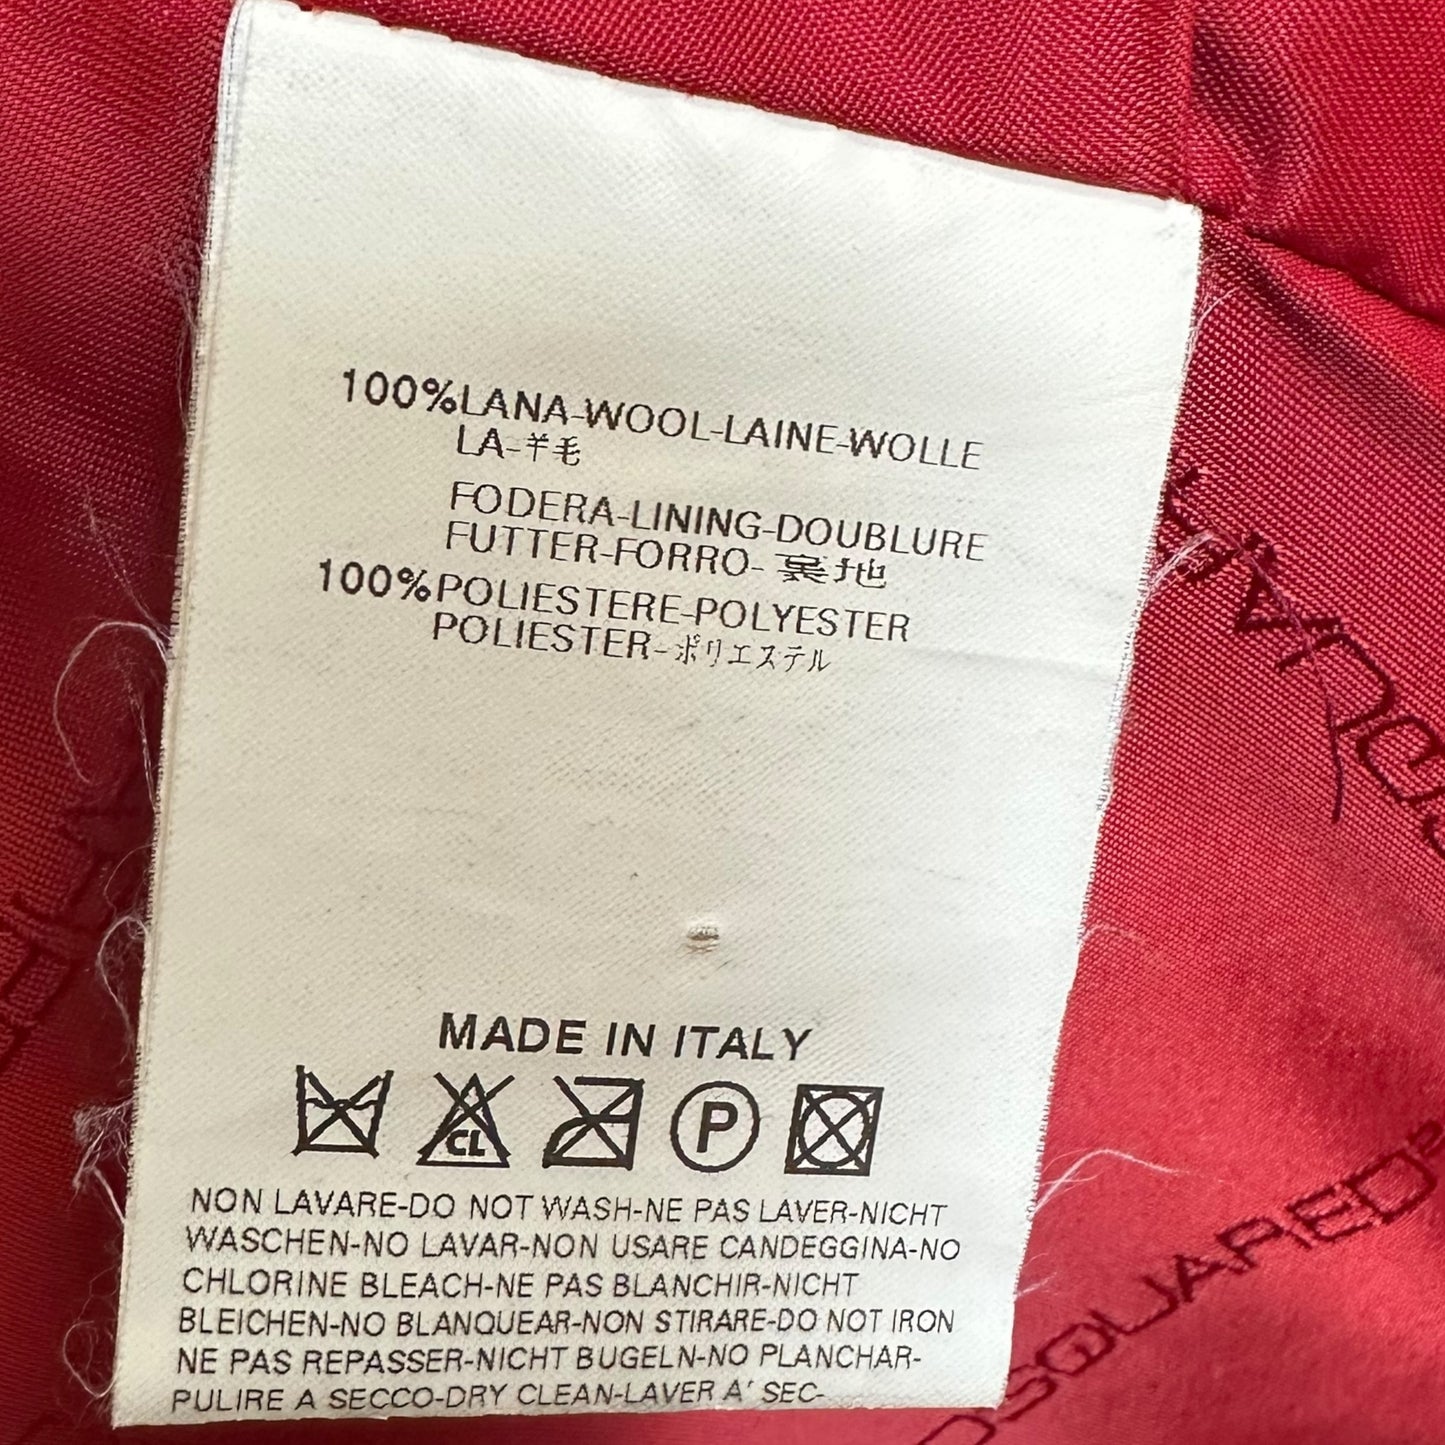 100%LANA-WOOL-LAINE-WOLLE
LA-羊毛
FODERA-LINING-DOUBLURE
FUTTER-FORRO-裏地
100%POLIESTERE-POLYESTER
POLIESTER-ポリエステル
MADE IN ITALY
CL
P
NON LAVARE-DO NOT WASH-NE PAS LAVER-NICHT
WASCHEN-NO LAVAR-NON USARE CANDEGGINA-NO
CHLORINE BLEACH-NE PAS BLANCHIR-NICHT
BLEICHEN-NO BLANQUEAR-NON STIRARE-DO NOT IRON
NE PAS REPASSER-NICHT BUGELN-NO PLANCHAR-
PULIRE A SECCO-DRY CLEAN-LAVER A' SEC-
DSQUARED²